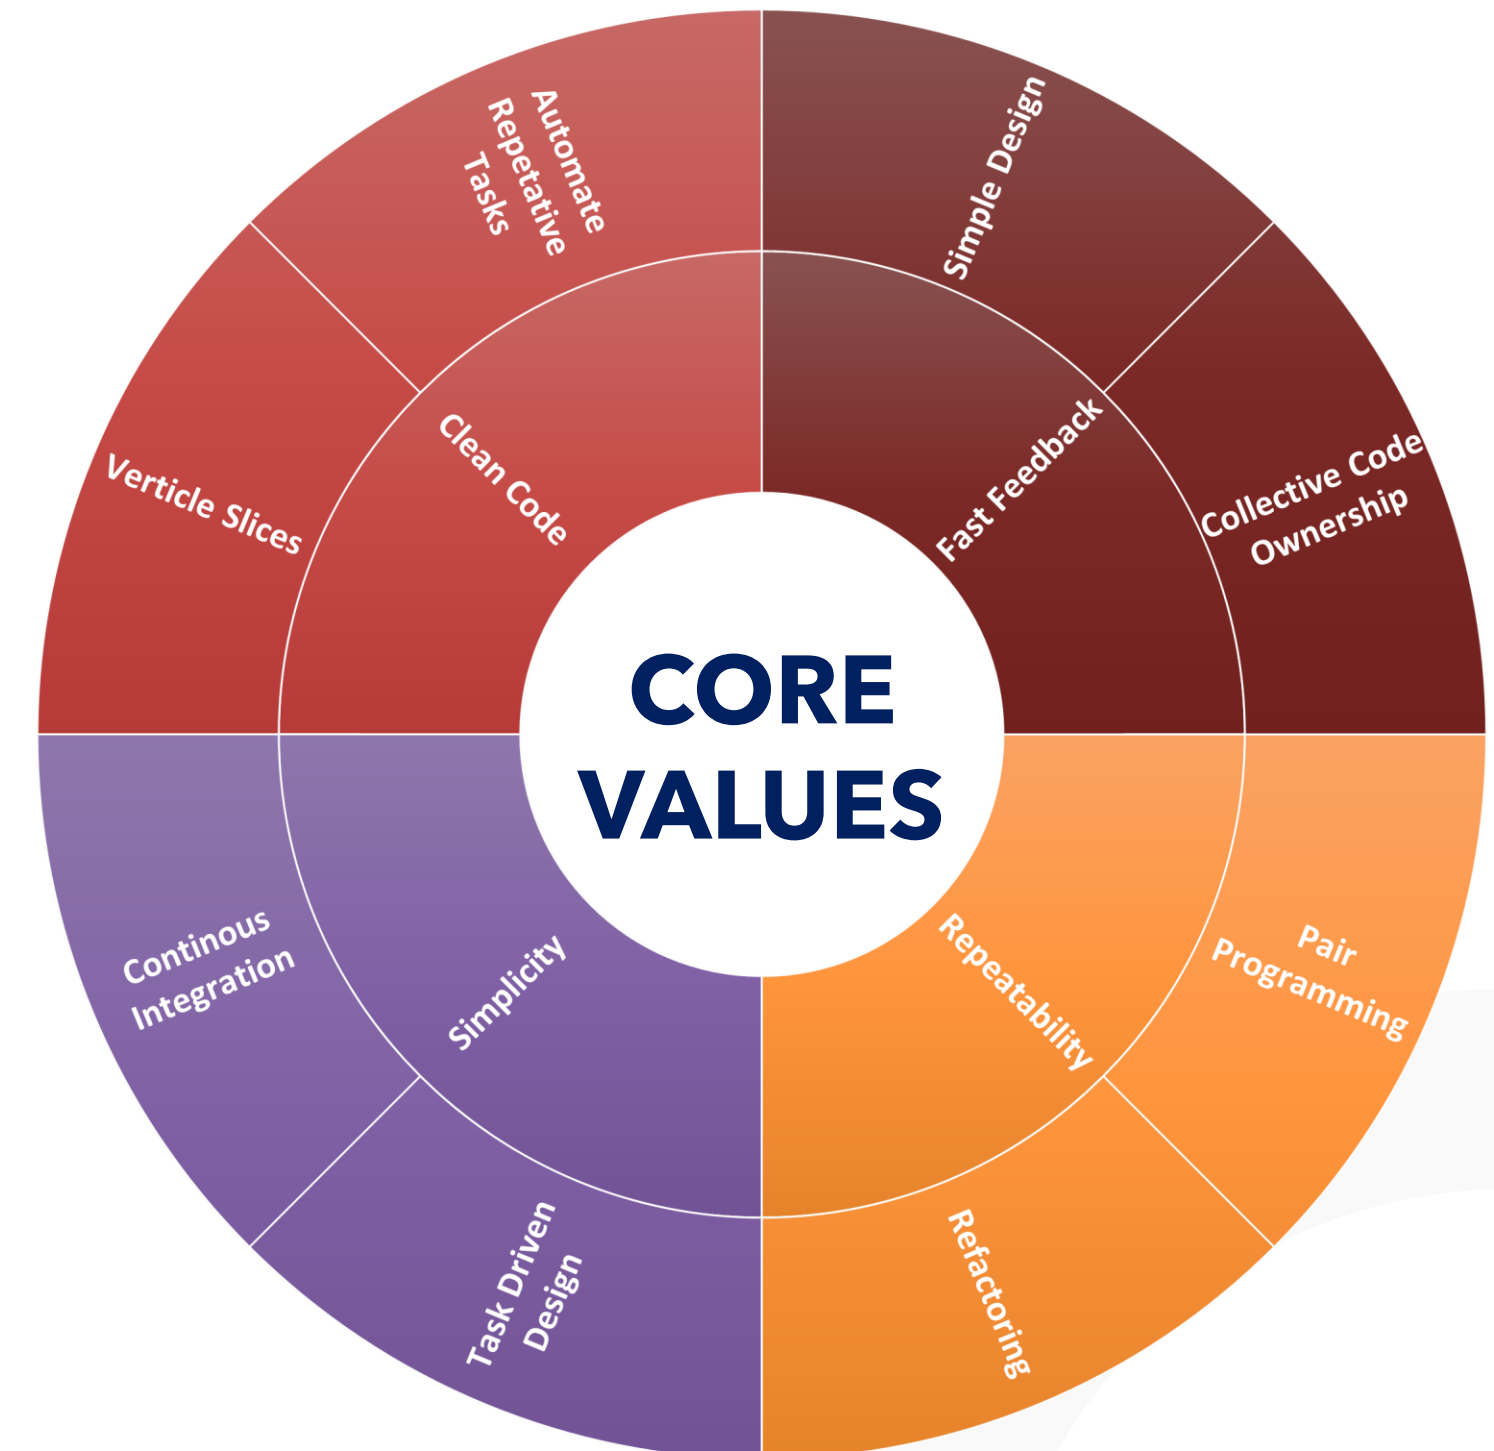 CORE
VALUES
Fast Feedback
Simple Design
Collective Code
Ownership
Repeatability
Pair
Programming
Refactoring
Simplicity
Task Driven
Design
Continous
Integration
Clean Code
Verticle Slices
Automate
Repetative
Tasks